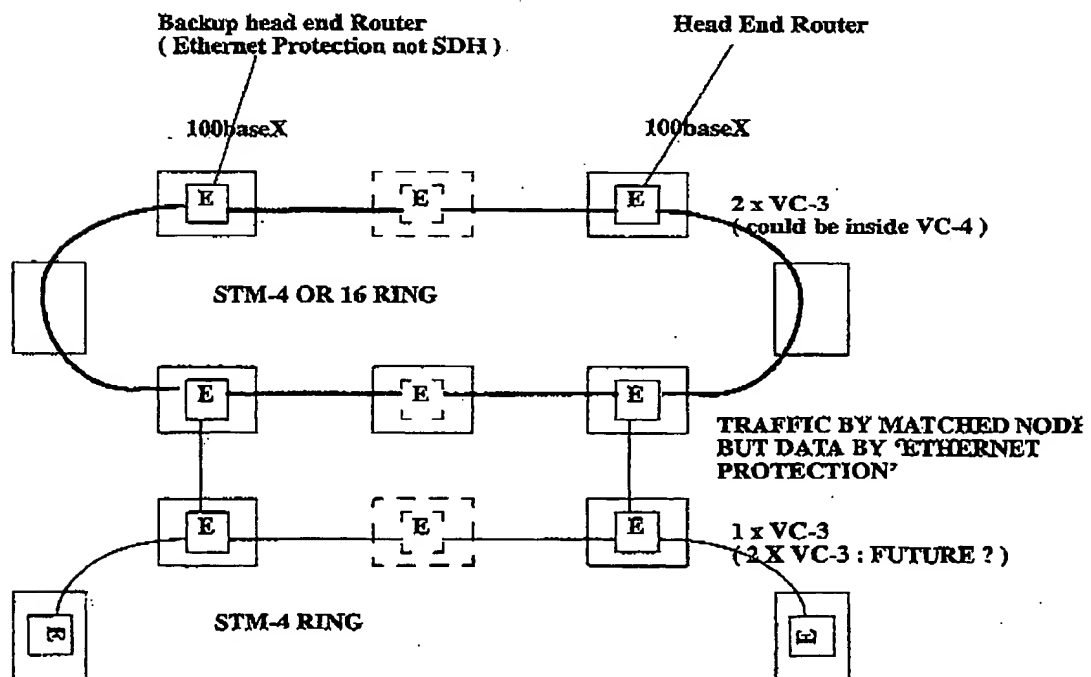 Backup head end Router
( Ethernet Protection not SDH )
Head End Router
100baseX
100baseX
E
E
E
2 x VC-3
( could be inside VC-4 )
STM-4 OR 16 RING
E
E
E
TRAFFIC BY MATCHED NODE
BUT DATA BY 'ETHERNET
PROTECTION'
E
E
E
1 x VC-3
( 2 X VC-3 : FUTURE ? )
E
STM-4 RING
E